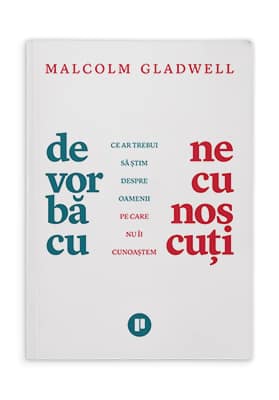 MALCOLM GLADWELL
de
vor
bă
cu
CE AR TREBUI
SĂ ȘTIM
DESPRE
OAMENII
PE CARE
NU ÎI
CUNOAȘTEM
ne
cu
nos
cuți
p